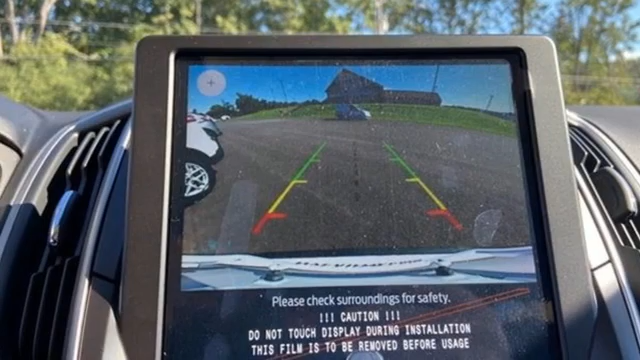 Please check surroundings for safety.
!!! CAUTION !!!
DO NOT TOUCH DISPLAY DURING INSTALLATION
THIS FILM IS TO BE REMOVED BEFORE USAGE